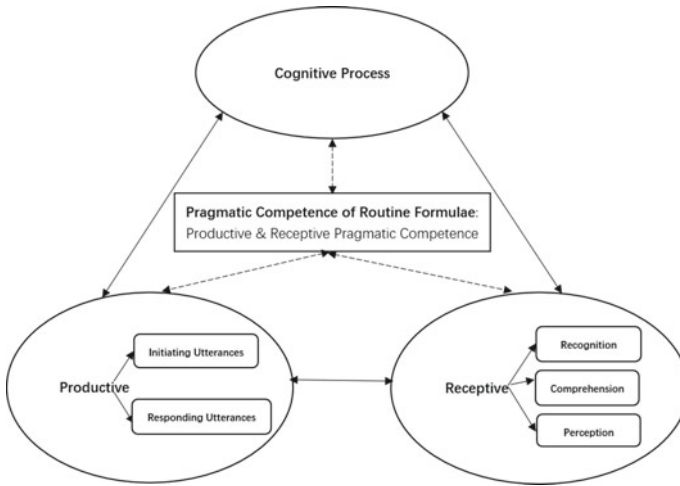 Cognitive Process
Pragmatic Competence of Routine Formulae:
Productive & Receptive Pragmatic Competence
Productive
Initiating Utterances
Responding Utterances
Receptive
Recognition
Comprehension
Perception